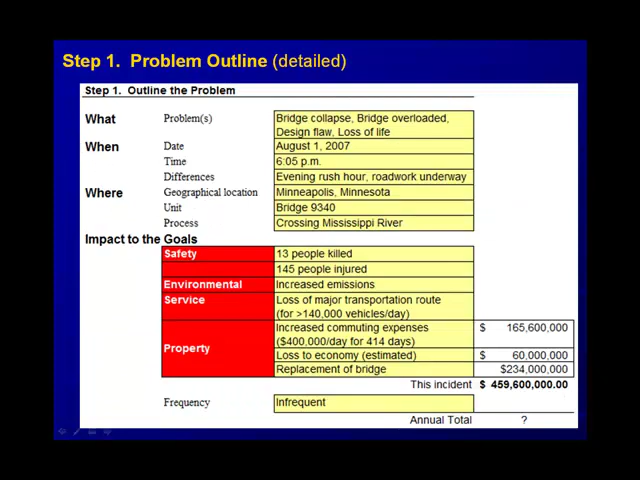 Step 1. Problem Outline (detailed)
Step 1. Outline the Problem
What Problem(s) Bridge collapse, Bridge overloaded,
Design flaw, Loss of life
When Date August 1, 2007
Time 6:05 p.m.
Differences Evening rush hour, roadwork underway
Where Geographical location Minneapolis, Minnesota
Unit Bridge 9340
Process Crossing Mississippi River
Impact to the Goals
Safety 13 people killed
145 people injured
Environmental Increased emissions
Service Loss of major transportation route
(for >140,000 vehicles/day)
Increased commuting expenses $ 165,600,000
($400,000/day for 414 days)
Property Loss to economy (estimated) $ 60,000,000
Replacement of bridge $234,000,000
This incident $ 459,600,000.00
Frequency Infrequent
Annual Total ?